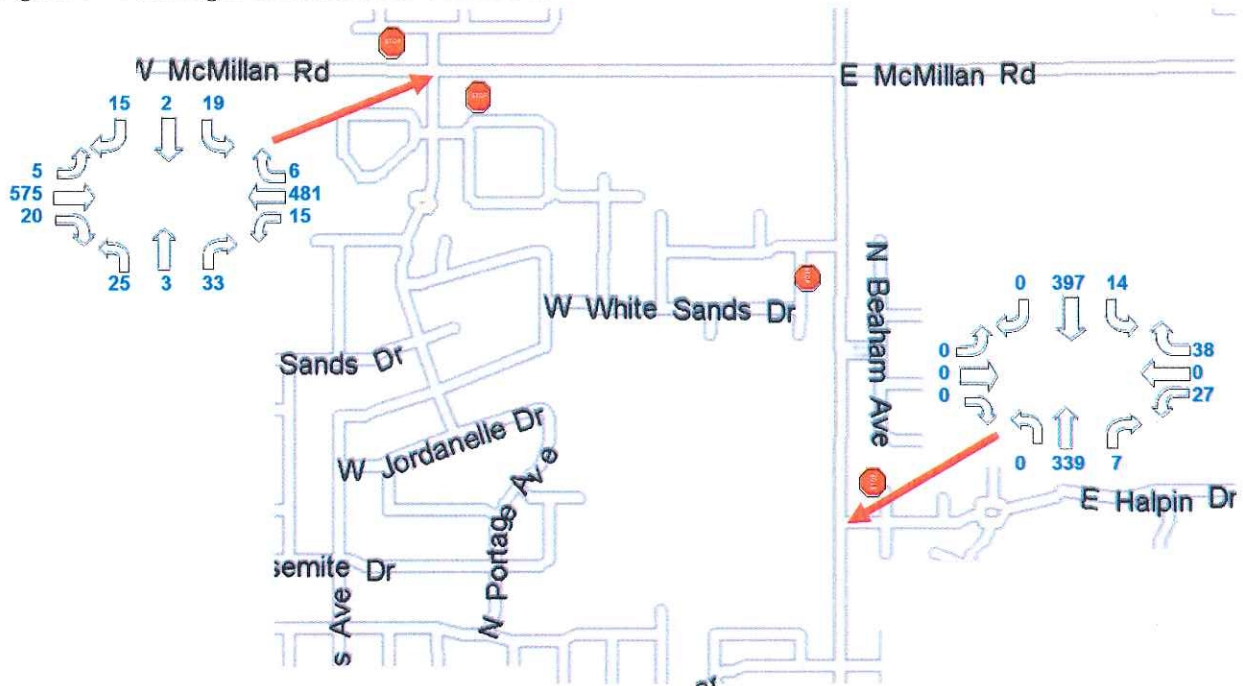 W McMillan Rd
E McMillan Rd
15 2 19
5
575
20
6
481
15
25 3 33
STOP
STOP
N Beaham Ave
W White Sands Dr
Sands Dr
W Jordanelle Dr
N Portage Ave
semite Dr
s Ave
0 397 14
0
0
0
38
0
27
0 339 7
E Halpin Dr